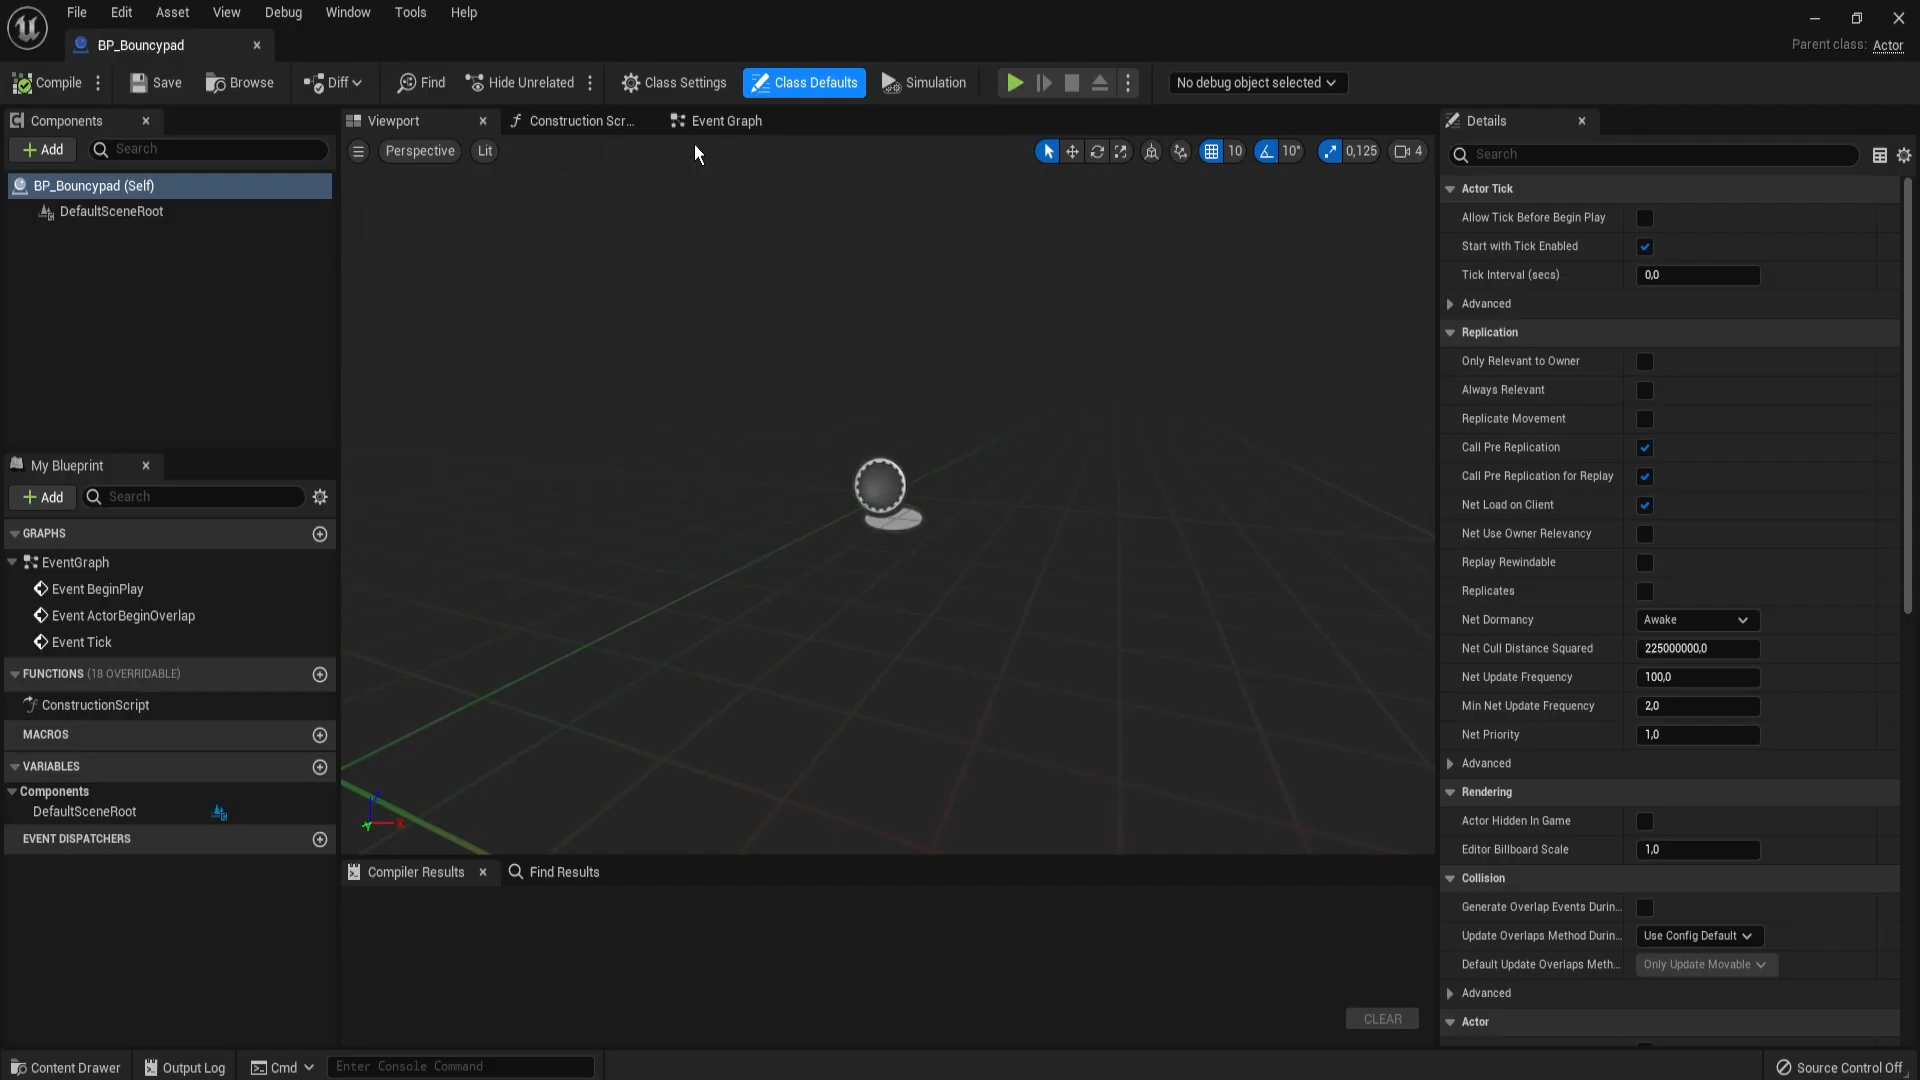 File Edit Asset View Debug Window Tools Help
BP_Bouncypad
Parent class: Actor
Compile Save Browse Diff Find Hide Unrelated Class Settings Class Defaults Simulation No debug object selected
Components
Add Search
BP_Bouncypad (Self)
DefaultSceneRoot
My Blueprint
Add Search
GRAPHS
EventGraph
Event BeginPlay
Event ActorBeginOverlap
Event Tick
FUNCTIONS (18 OVERRIDABLE)
ConstructionScript
MACROS
VARIABLES
Components
DefaultSceneRoot
EVENT DISPATCHERS
Viewport Construction Scr... Event Graph
Perspective Lit 10 10° 0,125 4
Z
Y X
Compiler Results Find Results
CLEAR
Details
Search
Actor Tick
Allow Tick Before Begin Play
Start with Tick Enabled
Tick Interval (secs) 0,0
Advanced
Replication
Only Relevant to Owner
Always Relevant
Replicate Movement
Call Pre Replication
Call Pre Replication for Replay
Net Load on Client
Net Use Owner Relevancy
Replay Rewindable
Replicates
Net Dormancy Awake
Net Cull Distance Squared 225000000,0
Net Update Frequency 100,0
Min Net Update Frequency 2,0
Net Priority 1,0
Advanced
Rendering
Actor Hidden In Game
Editor Billboard Scale 1,0
Collision
Generate Overlap Events Durin...
Update Overlaps Method Durin... Use Config Default
Default Update Overlaps Meth... Only Update Movable
Advanced
Actor
Content Drawer Output Log Cmd Enter Console Command Source Control Off